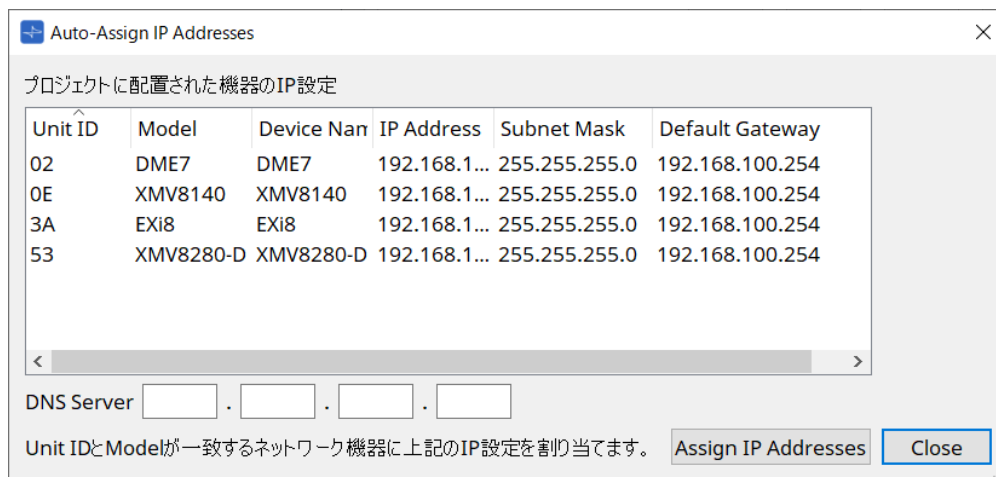 Auto-Assign IP Addresses
プロジェクトに配置された機器のIP設定
Unit ID Model Device Nam IP Address Subnet Mask Default Gateway
02 DME7 DME7 192.168.1... 255.255.255.0 192.168.100.254
0E XMV8140 XMV8140 192.168.1... 255.255.255.0 192.168.100.254
3A EXi8 EXi8 192.168.1... 255.255.255.0 192.168.100.254
53 XMV8280-D XMV8280-D 192.168.1... 255.255.255.0 192.168.100.254
DNS Server . . .
Unit IDとModelが一致するネットワーク機器に上記のIP設定を割り当てます。 Assign IP Addresses Close